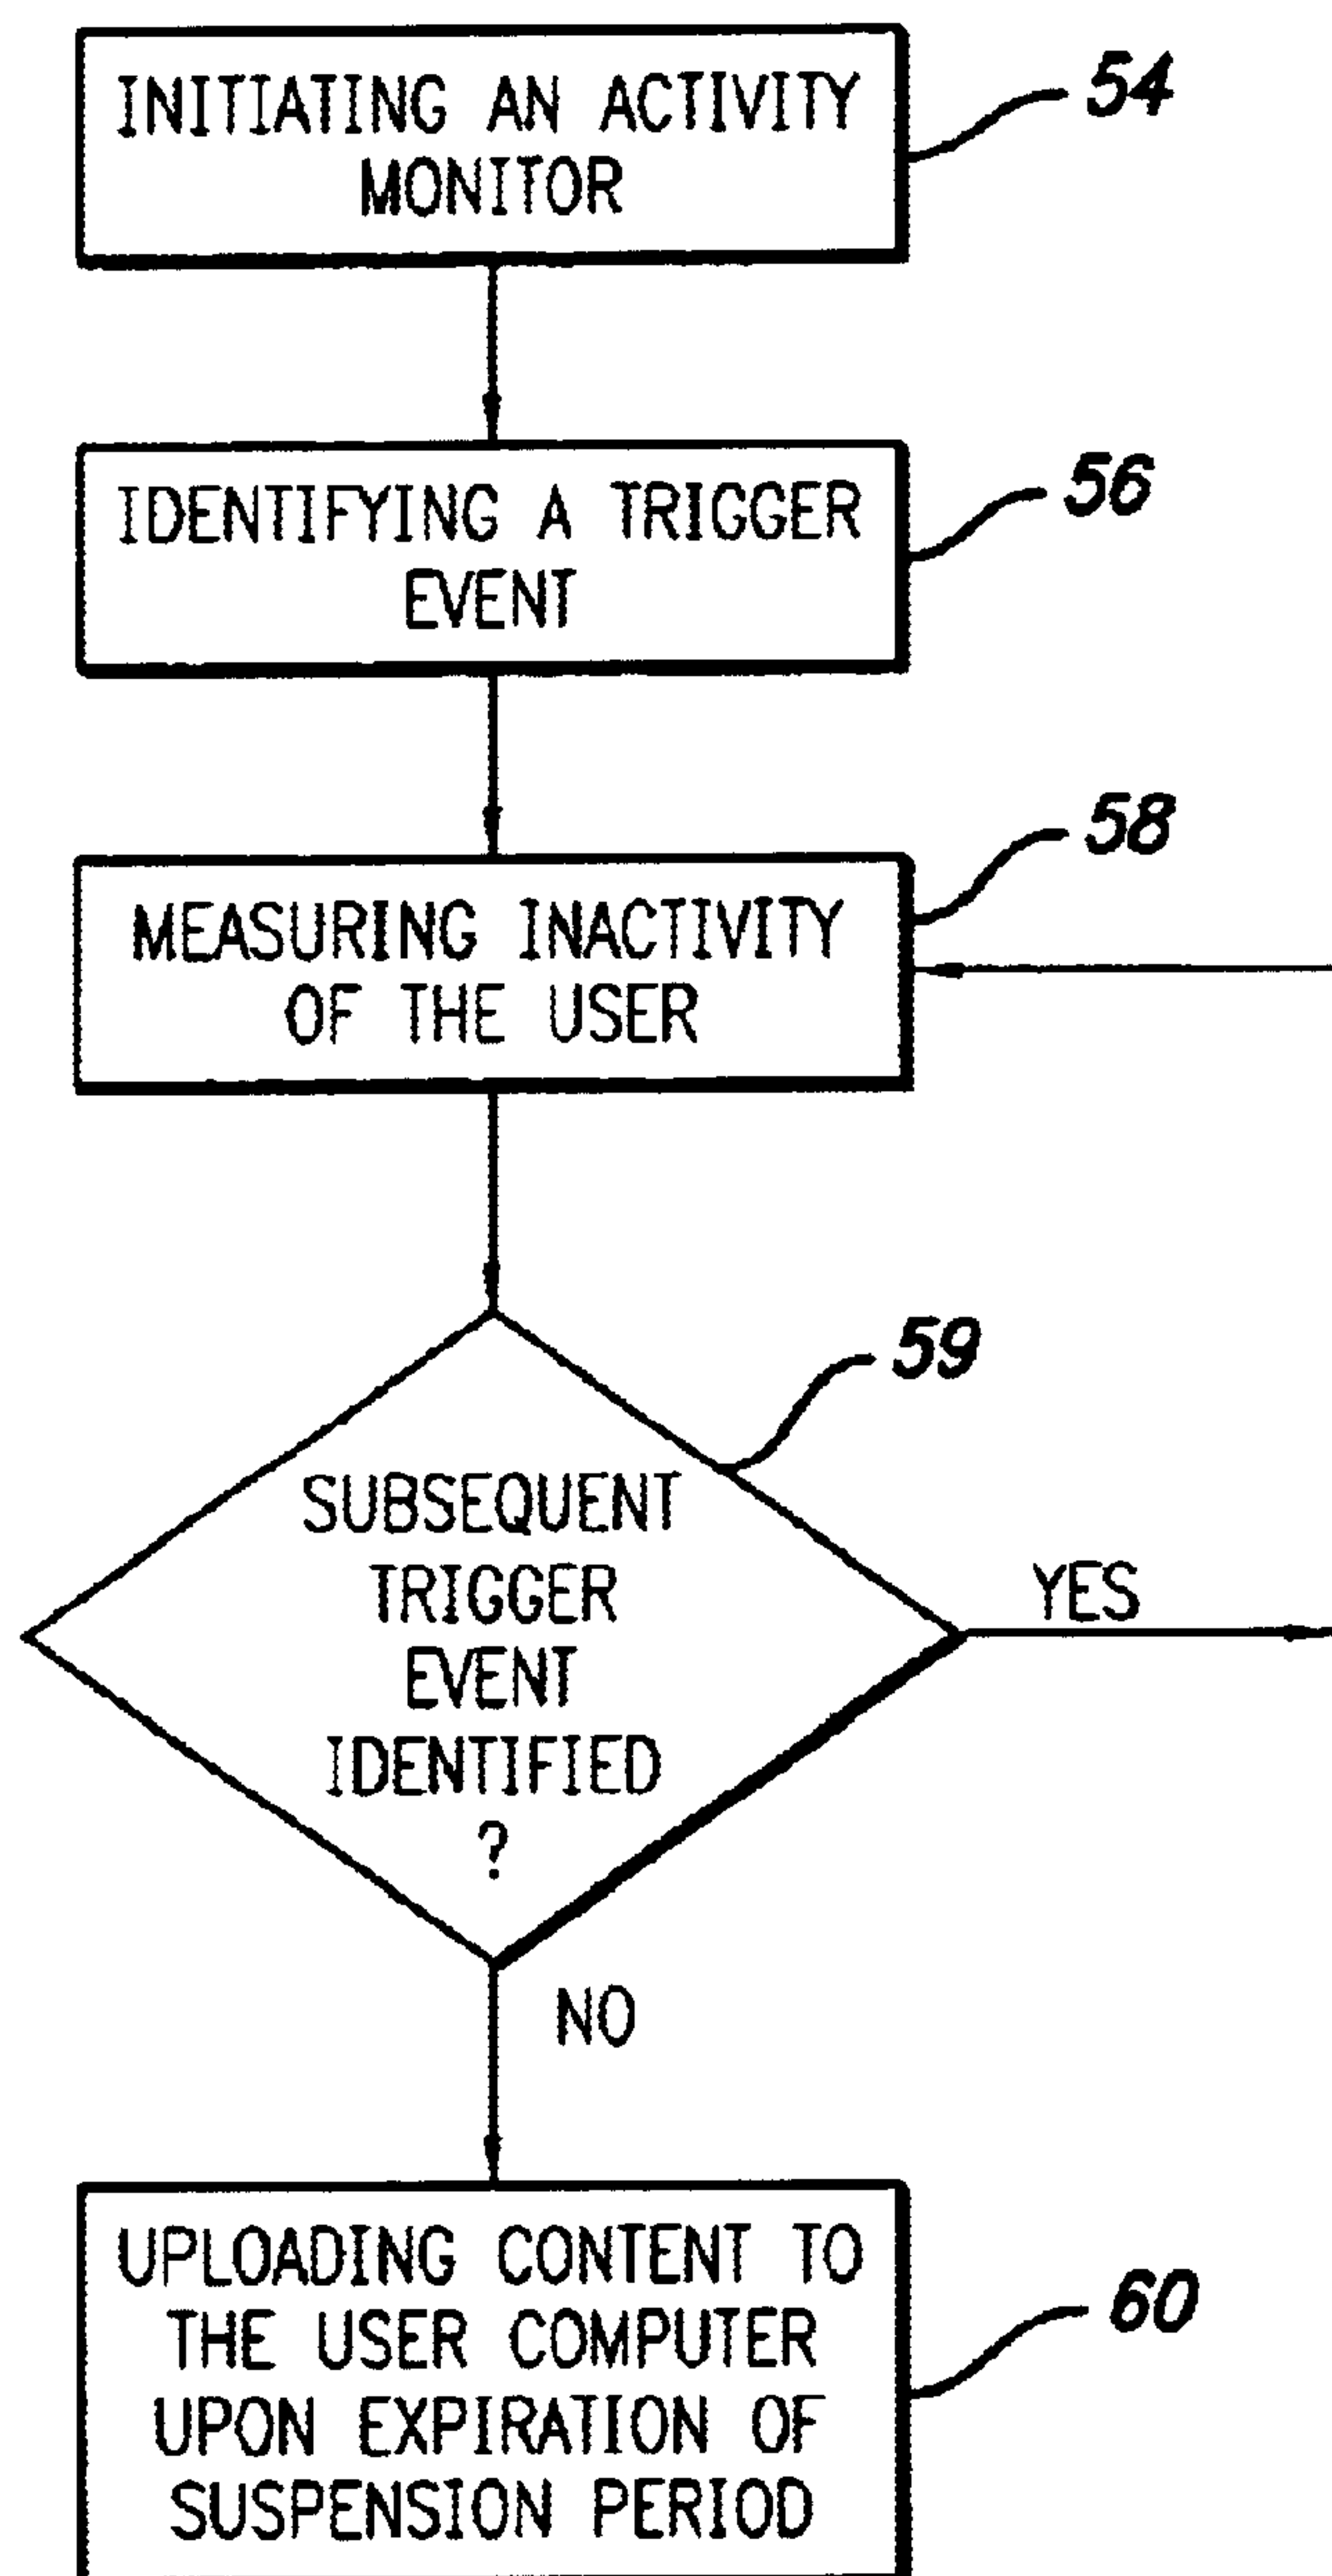 INITIATING AN ACTIVITY
MONITOR
54
IDENTIFYING A TRIGGER
EVENT
56
MEASURING INACTIVITY
OF THE USER
58
SUBSEQUENT
TRIGGER
EVENT
IDENTIFIED
?
59
YES
NO
UPLOADING CONTENT TO
THE USER COMPUTER
UPON EXPIRATION OF
SUSPENSION PERIOD
60